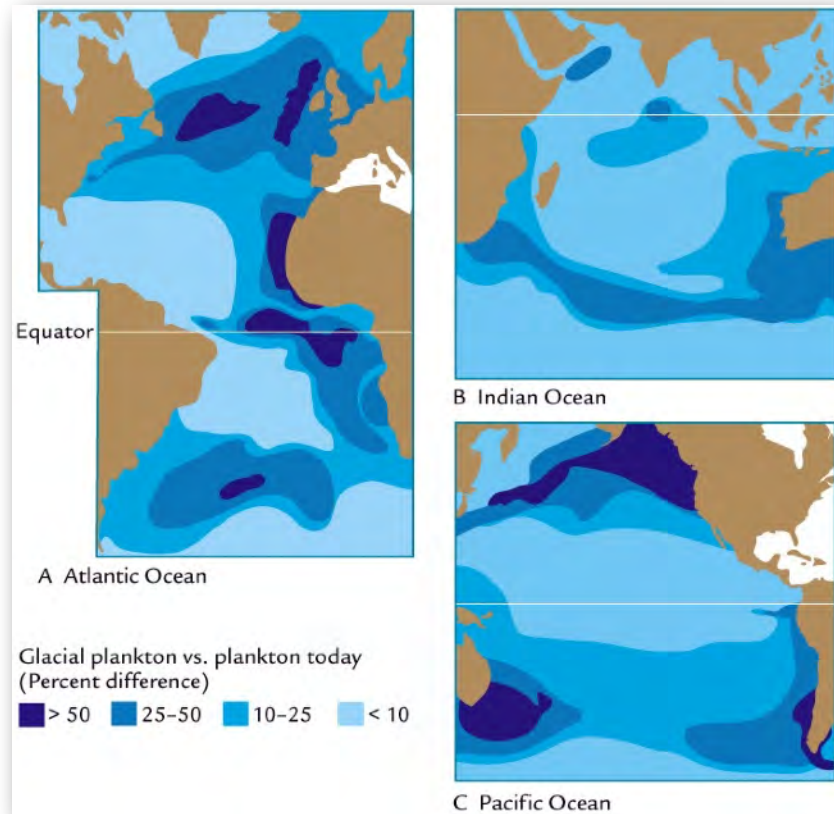 Equator
A Atlantic Ocean
B Indian Ocean
Glacial plankton vs. plankton today
(Percent difference)
> 50 25–50 10–25 < 10
C Pacific Ocean